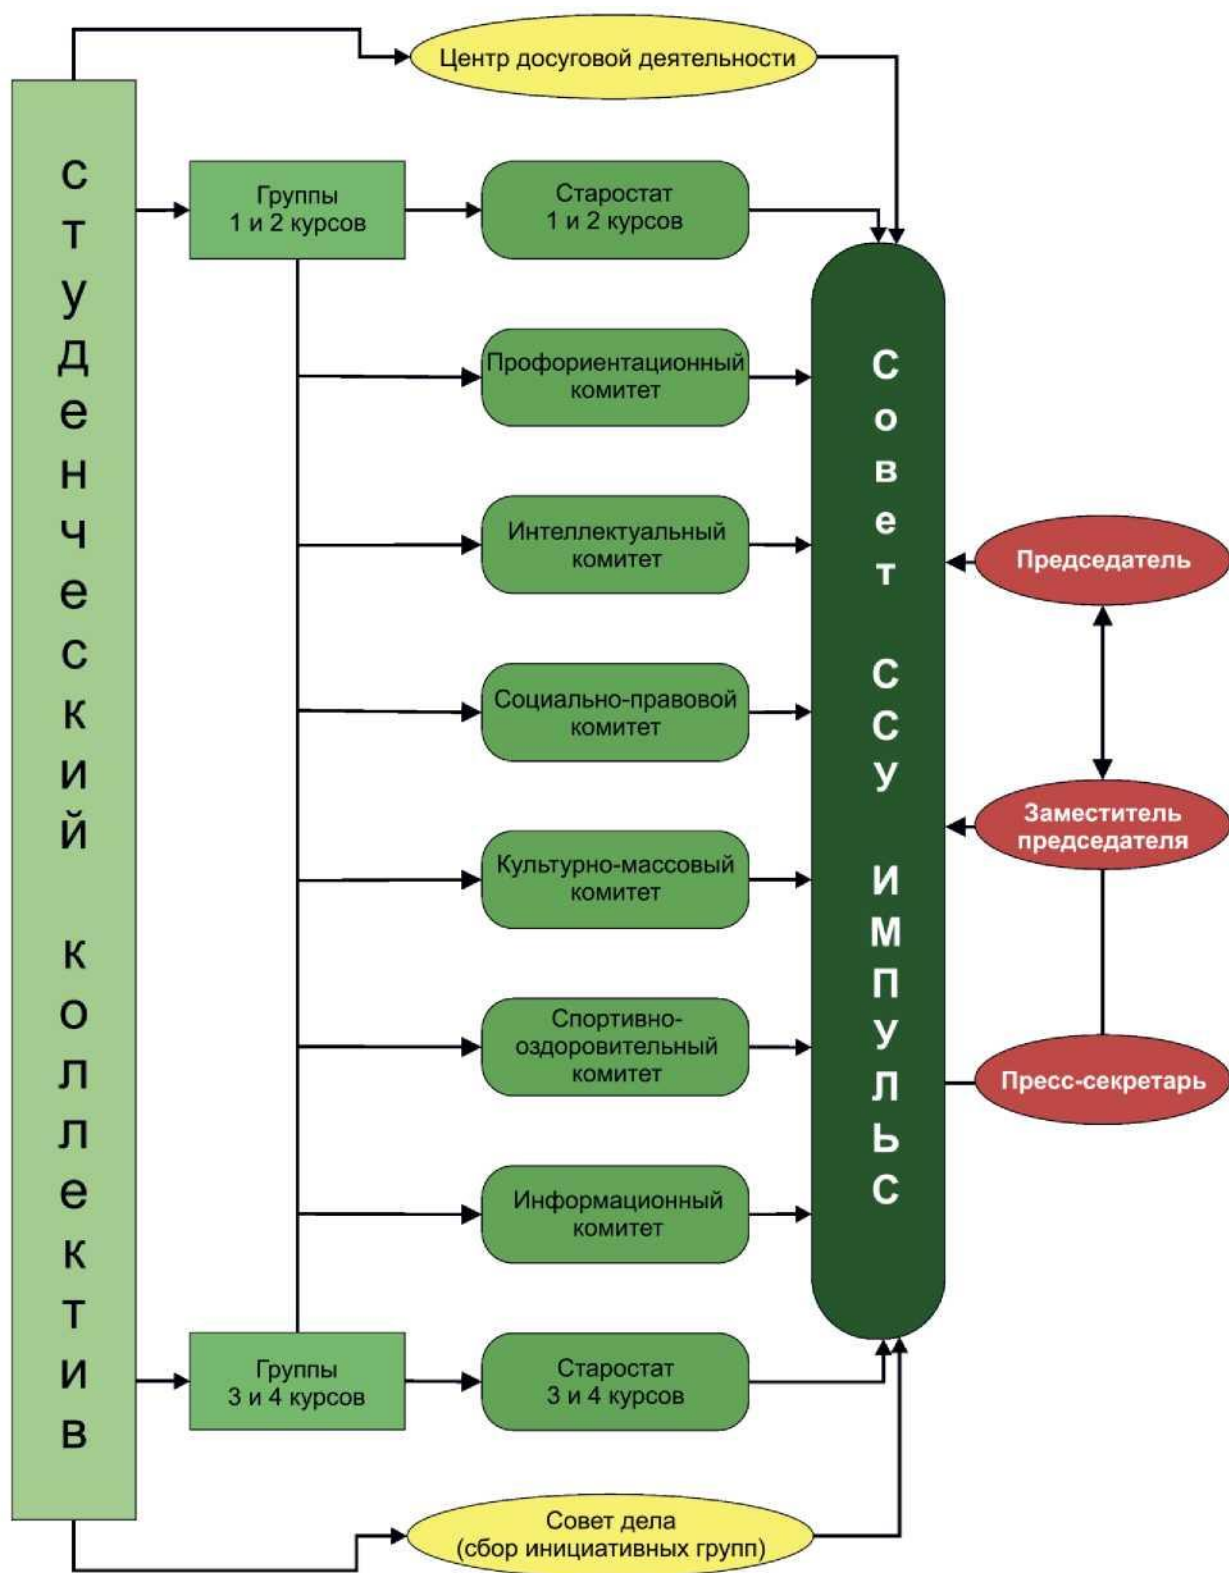 Центр досуговой деятельности
студенческий коллектив
Группы
1 и 2 курсов
Старостат
1 и 2 курсов
Профориентационный
комитет
Интеллектуальный
комитет
Социально-правовой
комитет
Культурно-массовый
комитет
Спортивно-
оздоровительный
комитет
Информационный
комитет
Группы
3 и 4 курсов
Старостат
3 и 4 курсов
Совет дела
(сбор инициативных групп)
Совет ССУ ИМПУЛЬС
Председатель
Заместитель
председателя
Пресс-секретарь